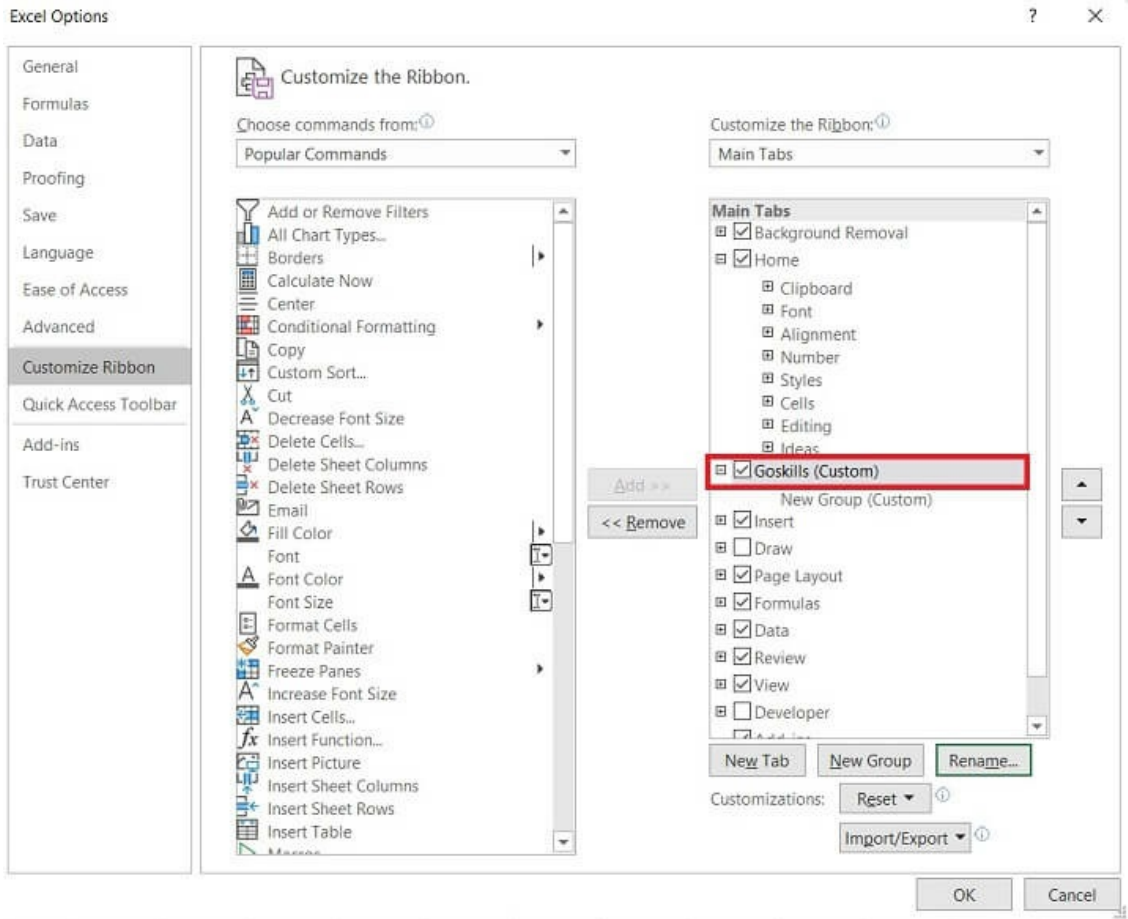 Excel Options
?
General
Formulas
Data
Proofing
Save
Language
Ease of Access
Advanced
Customize Ribbon
Quick Access Toolbar
Add-ins
Trust Center
Customize the Ribbon.
Choose commands from:
Popular Commands
Add or Remove Filters
All Chart Types...
Borders
Calculate Now
Center
Conditional Formatting
Copy
Custom Sort...
Cut
Decrease Font Size
Delete Cells...
Delete Sheet Columns
Delete Sheet Rows
Email
Fill Color
Font
Font Color
Font Size
Format Cells
Format Painter
Freeze Panes
Increase Font Size
Insert Cells...
Insert Function...
Insert Picture
Insert Sheet Columns
Insert Sheet Rows
Insert Table
Macros
Add >>
<< Remove
Customize the Ribbon:
Main Tabs
Main Tabs
Background Removal
Home
Clipboard
Font
Alignment
Number
Styles
Cells
Editing
Ideas
Goskills (Custom)
New Group (Custom)
Insert
Draw
Page Layout
Formulas
Data
Review
View
Developer
Add-ins
New Tab
New Group
Rename...
Customizations:
Reset
Import/Export
OK
Cancel